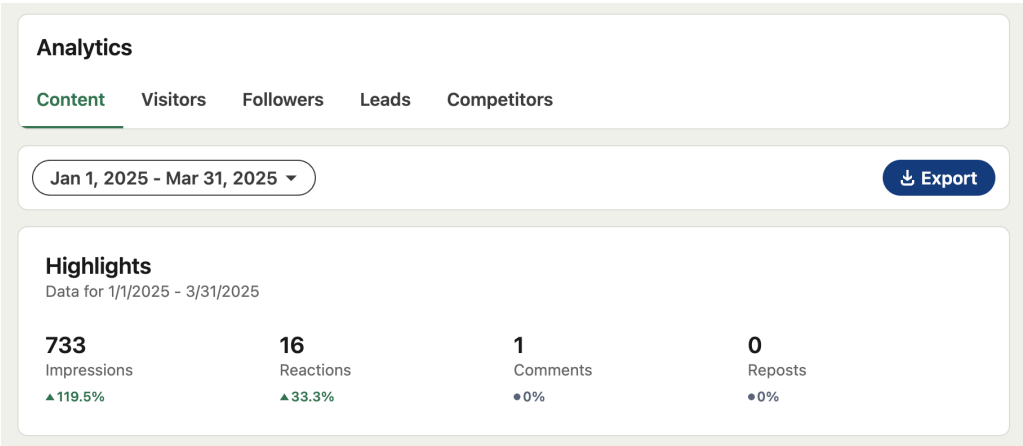 Analytics
Content Visitors Followers Leads Competitors
Jan 1, 2025 - Mar 31, 2025 Export
Highlights
Data for 1/1/2025 - 3/31/2025
733 16 1 0
Impressions Reactions Comments Reposts
▲119.5% ▲33.3% ●0% ●0%